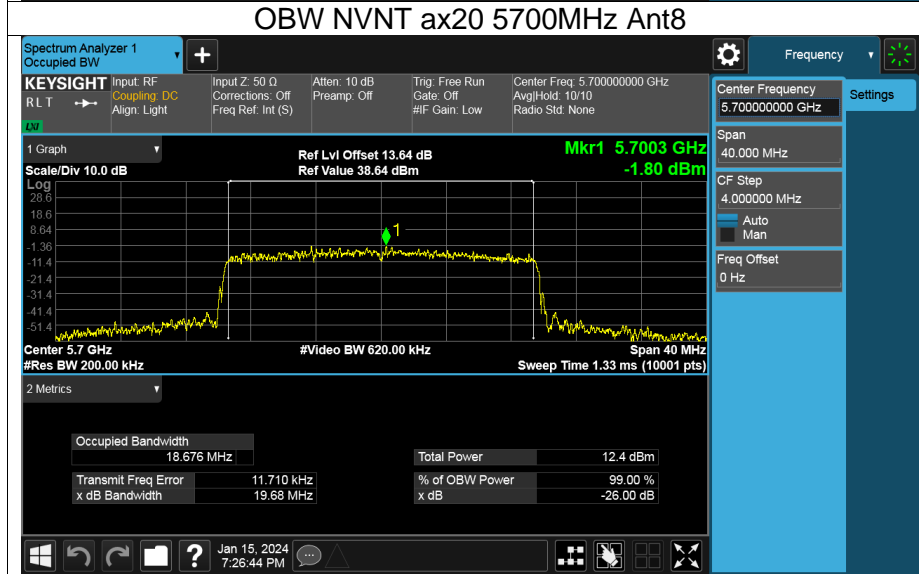 OBW NVNT ax20 5700MHz Ant8
Spectrum Analyzer 1
Occupied BW
+
Frequency
KEYSIGHT
RLT
LXI
Input: RF
Coupling: DC
Align: Light
Input Z: 50 Ω
Corrections: Off
Freq Ref: Int (S)
Atten: 10 dB
Preamp: Off
Trig: Free Run
Gate: Off
#IF Gain: Low
Center Freq: 5.700000000 GHz
Avg|Hold: 10/10
Radio Std: None
Center Frequency
5.700000000 GHz
Settings
Span
40.000 MHz
CF Step
4.000000 MHz
Auto
Man
Freq Offset
0 Hz
1 Graph
Scale/Div 10.0 dB
Ref Lvl Offset 13.64 dB
Ref Value 38.64 dBm
Mkr1 5.7003 GHz
-1.80 dBm
Log
28.6
18.6
8.64
-1.36
-11.4
-21.4
-31.4
-41.4
-51.4
1
Center 5.7 GHz
#Video BW 620.00 kHz
Span 40 MHz
#Res BW 200.00 kHz
Sweep Time 1.33 ms (10001 pts)
2 Metrics
Occupied Bandwidth
18.676 MHz
Total Power 12.4 dBm
Transmit Freq Error 11.710 kHz
% of OBW Power 99.00 %
x dB Bandwidth 19.68 MHz
x dB -26.00 dB
?
Jan 15, 2024
7:26:44 PM